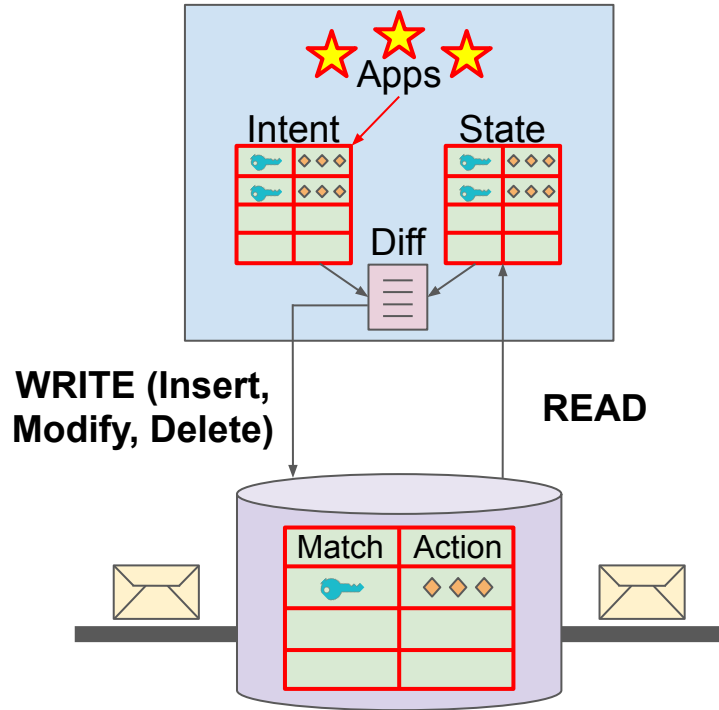 Apps
Intent
State
Diff
WRITE (Insert,
Modify, Delete)
READ
Match
Action